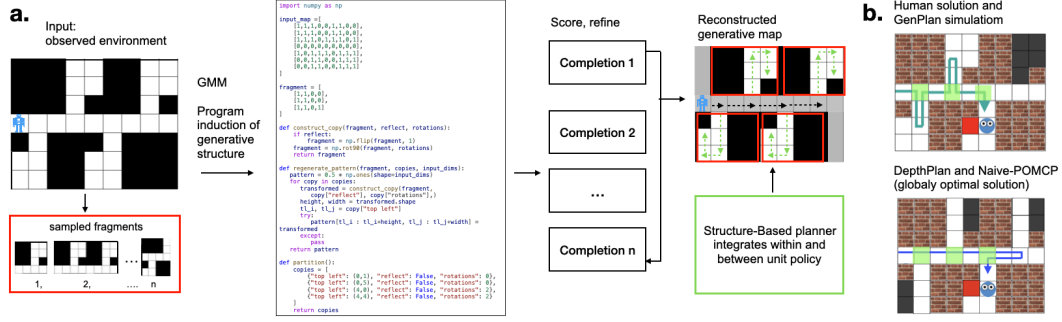 a.
Input:
observed environment
sampled fragments
1, 2, .... n
GMM
Program
induction of
generative
structure
import numpy as np
input_map =[
[1,1,1,0,0,1,1,0,0],
[1,1,1,0,0,1,1,0,0],
[1,1,1,0,1,1,1,0,1],
[0,0,0,0,0,0,0,0,0],
[1,0,1,1,1,0,1,1,1],
[0,0,1,1,0,0,1,1,1],
[0,0,1,1,0,0,1,1,1]
]
fragment = [
[1,1,0,0],
[1,1,0,0],
[1,1,0,1]
]
def construct_copy(fragment, reflect, rotations):
if reflect:
fragment = np.flip(fragment, 1)
fragment = np.rot90(fragment, rotations)
return fragment
def regenerate_pattern(fragment, copies, input_dims):
pattern = 0.5 * np.ones(shape=input_dims)
for copy in copies:
transformed = construct_copy(fragment,
copy["reflect"], copy["rotations"],)
height, width = transformed.shape
tl_i, tl_j = copy["top left"]
try:
pattern[tl_i : tl_i+height, tl_j : tl_j+width] =
transformed
except:
pass
return pattern
def partition():
copies = [
{"top left": (0,1), "reflect": False, "rotations": 0},
{"top left": (0,5), "reflect": False, "rotations": 0},
{"top left": (4,0), "reflect": False, "rotations": 2},
{"top left": (4,4), "reflect": False, "rotations": 2}
]
return copies
Score, refine
Completion 1
Completion 2
...
Completion n
Reconstructed
generative map
Structure-Based planner
integrates within and
between unit policy
b.
Human solution and
GenPlan simulatiom
DepthPlan and Naive-POMCP
(globaly optimal solution)